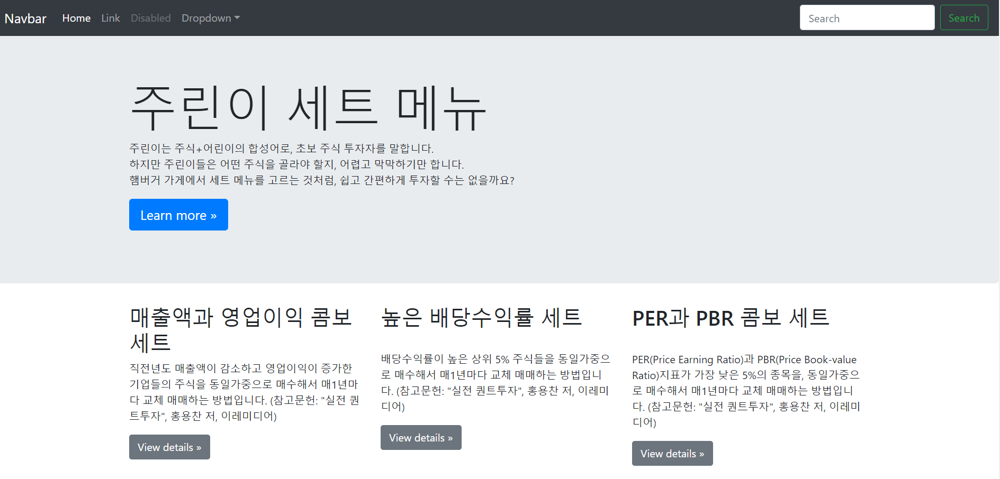 Navbar Home Link Disabled Dropdown Search Search
주린이 세트 메뉴
주린이는 주식+어린이의 합성어로, 초보 주식 투자자를 말합니다.
하지만 주린이들은 어떤 주식을 골라야 할지, 어렵고 막막하기만 합니다.
햄버거 가게에서 세트 메뉴를 고르는 것처럼, 쉽고 간편하게 투자할 수는 없을까요?
Learn more »
매출액과 영업이익 콤보
세트
직전년도 매출액이 감소하고 영업이익이 증가한
기업들의 주식을 동일가중으로 매수해서 매1년마
다 교체 매매하는 방법입니다. (참고문헌: "실전 퀀
트투자", 홍용찬 저, 이레미디어)
View details »
높은 배당수익률 세트
배당수익률이 높은 상위 5% 주식들을 동일가중으
로 매수해서 매1년마다 교체 매매하는 방법입니
다. (참고문헌: "실전 퀀트투자", 홍용찬 저, 이레미
디어)
View details »
PER과 PBR 콤보 세트
PER(Price Earning Ratio)과 PBR(Price Book-value
Ratio)지표가 가장 낮은 5%의 종목을, 동일가중으
로 매수해서 매1년마다 교체 매매하는 방법입니
다. (참고문헌: "실전 퀀트투자", 홍용찬 저, 이레미
디어)
View details »